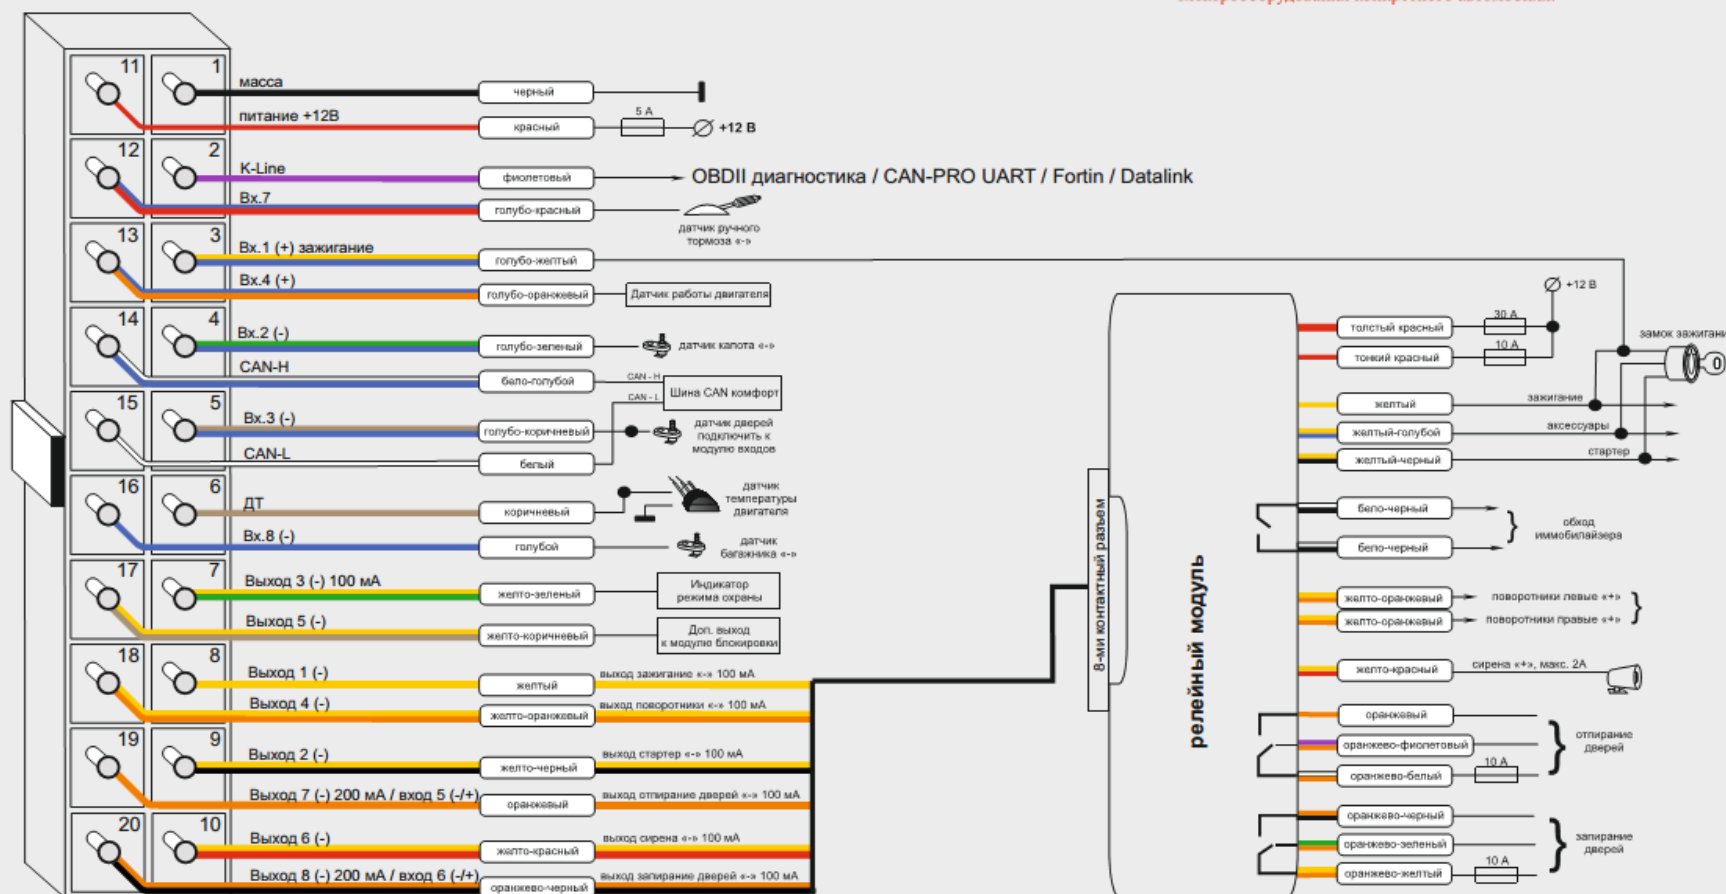 11
1
масса
черный
питание +12В
красный
5 А
+12 В
12
2
K-Line
фиолетовый
OBDII диагностика / CAN-PRO UART / Fortin / Datalink
Вх.7
голубо-красный
датчик ручного
тормоза «-»
13
3
Вх.1 (+) зажигание
голубо-желтый
Вх.4 (+)
голубо-оранжевый
Датчик работы двигателя
14
4
Вх.2 (-)
голубо-зеленый
датчик капота «-»
CAN-H
бело-голубой
CAN - H
CAN - L
Шина CAN комфорт
15
5
Вх.3 (-)
голубо-коричневый
датчик дверей
подключить к
модулю входов
CAN-L
белый
16
6
ДТ
коричневый
датчик
температуры
двигателя
Вх.8 (-)
голубой
датчик
багажника «-»
17
7
Выход 3 (-) 100 мА
желто-зеленый
Индикатор
режима охраны
Выход 5 (-)
желто-коричневый
Доп. выход
к модулю блокировки
18
8
Выход 1 (-)
желтый
выход зажигание «-» 100 мА
Выход 4 (-)
желто-оранжевый
выход поворотники «-» 100 мА
19
9
Выход 2 (-)
желто-черный
выход стартер «-» 100 мА
Выход 7 (-) 200 мА / вход 5 (-/+)
оранжевый
выход отпирание дверей «-» 100 мА
20
10
Выход 6 (-)
желто-красный
выход сирена «-» 100 мА
Выход 8 (-) 200 мА / вход 6 (-/+)
оранжево-черный
выход запирание дверей «-» 100 мА
8-ми контактный разъем
релейный модуль
+12 В
толстый красный
30 А
тонкий красный
10 А
замок зажигани
желтый
зажигание
желтый-голубой
аксессуары
желтый-черный
стартер
бело-черный
бело-черный
обход
иммобилайзера
желто-оранжевый
поворотники левые «+»
желто-оранжевый
поворотники правые «+»
желто-красный
сирена «+», макс. 2А
оранжевый
оранжево-фиолетовый
оранжево-белый
10 А
отпирание
дверей
оранжево-черный
оранжево-зеленый
оранжево-желтый
10 А
запирание
дверей